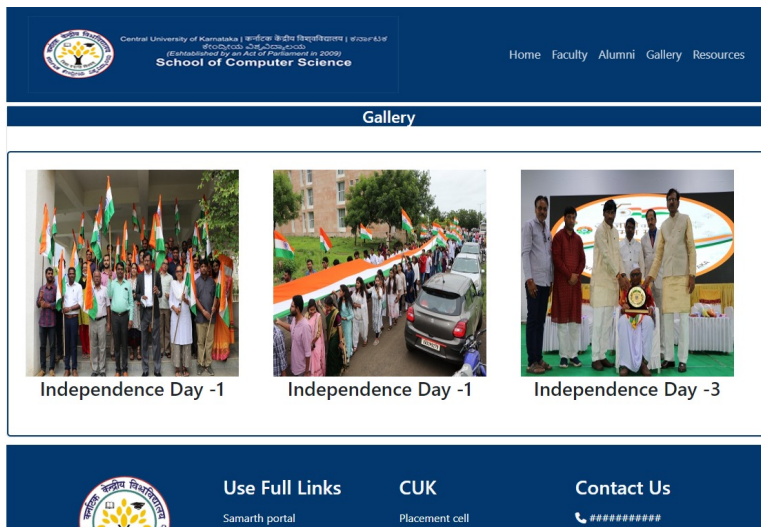 Central University of Karnataka | कर्नाटक केंद्रीय विश्वविद्यालय | ಕರ್ನಾಟಕ
ಕೇಂದ್ರೀಯ ವಿಶ್ವವಿದ್ಯಾಲಯ
(Eshtablished by an Act of Parliament in 2009)
School of Computer Science
Home Faculty Alumni Gallery Resources
Gallery
Independence Day -1
Independence Day -1
Independence Day -3
Use Full Links
CUK
Contact Us
Samarth portal
Placement cell
###########